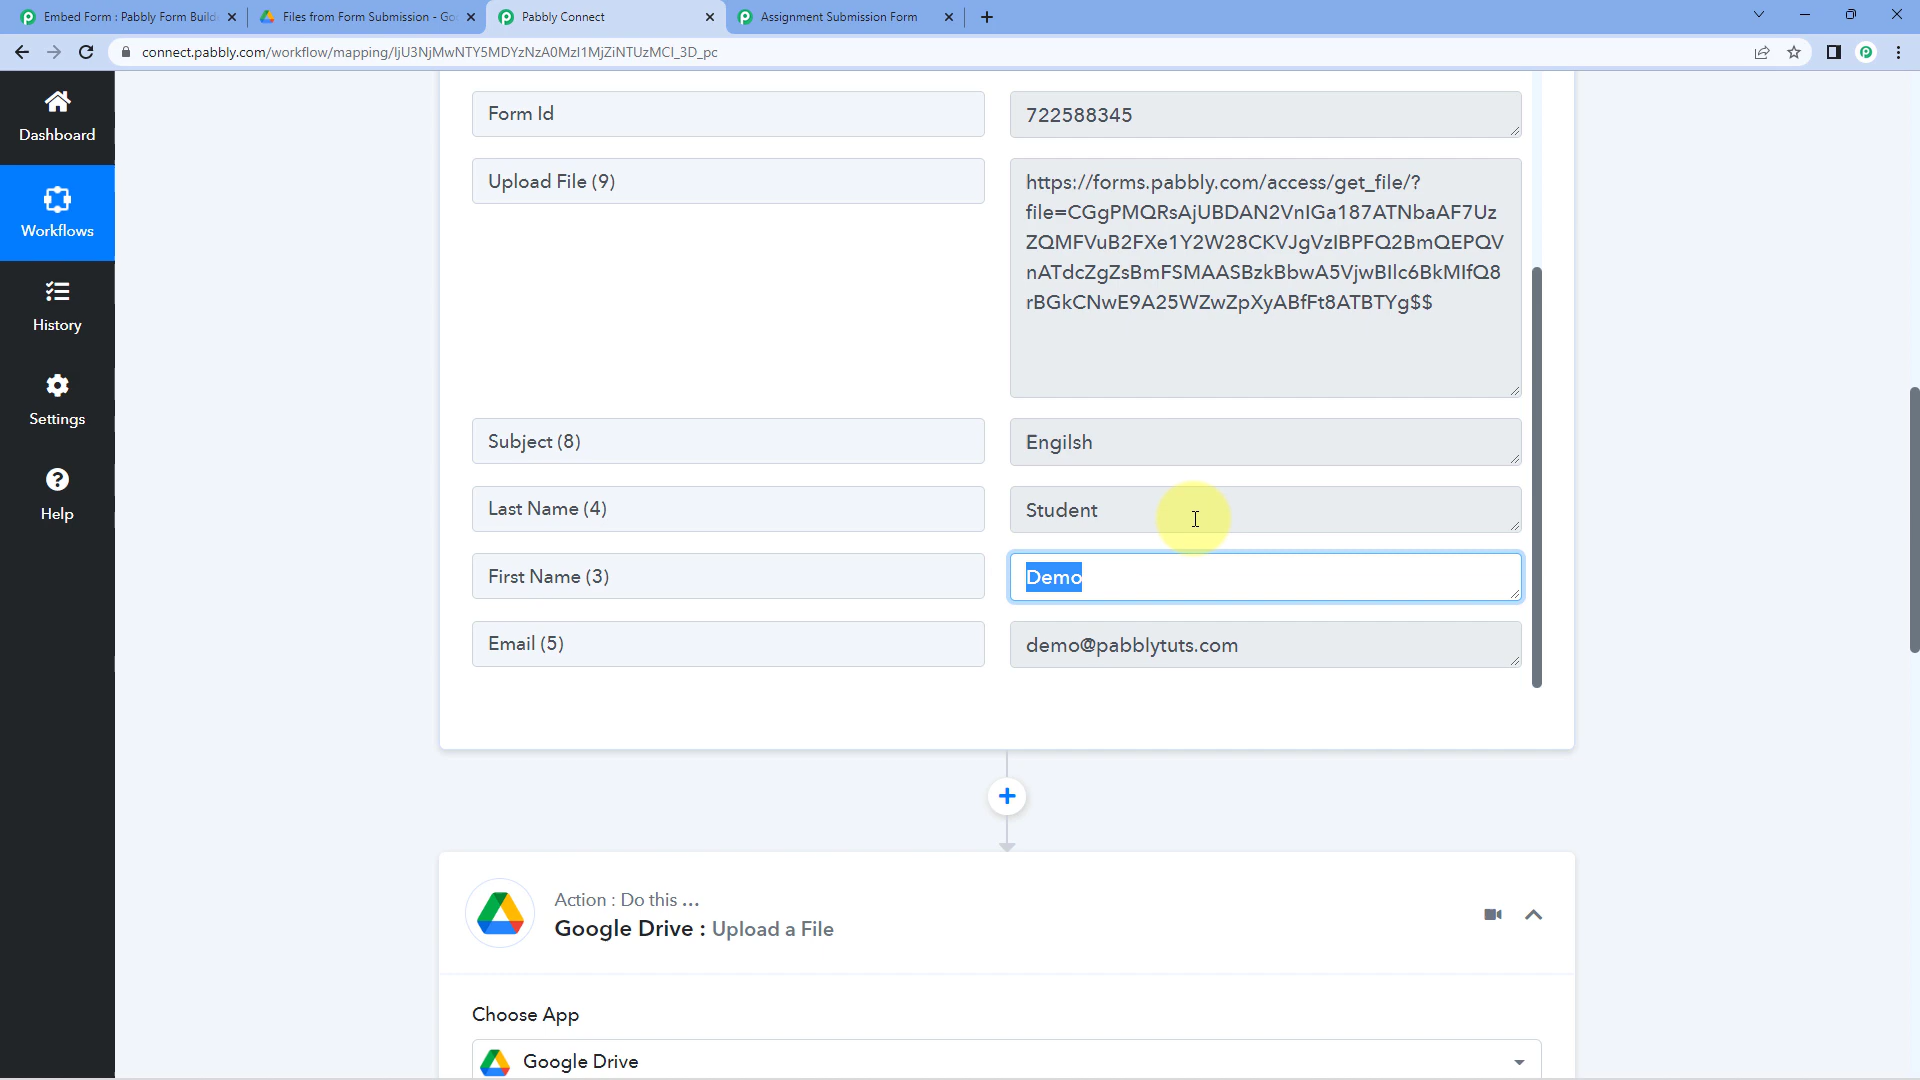 Embed Form : Pabbly Form Build
Files from Form Submission - Go
Pabbly Connect
Assignment Submission Form
connect.pabbly.com/workflow/mapping/IjU3NjMwNTY5MDYzNzA0MzI1MjZiNTUzMCI_3D_pc
Dashboard
Workflows
History
Settings
Help
Form Id
722588345
Upload File (9)
https://forms.pabbly.com/access/get_file/?
file=CGgPMQRsAjUBDAN2VnIGa187ATNbaAF7Uz
ZQMFVuB2FXe1Y2W28CKVJgVzIBPFQ2BmQEPQV
nATdcZgZsBmFSMAASBzkBbwA5VjwBIlc6BkMIfQ8
rBGkCNwE9A25WZwZpXyABfFt8ATBTYg$$
Subject (8)
Engilsh
Last Name (4)
Student
First Name (3)
Demo
Email (5)
demo@pabblytuts.com
Action : Do this ...
Google Drive : Upload a File
Choose App
Google Drive